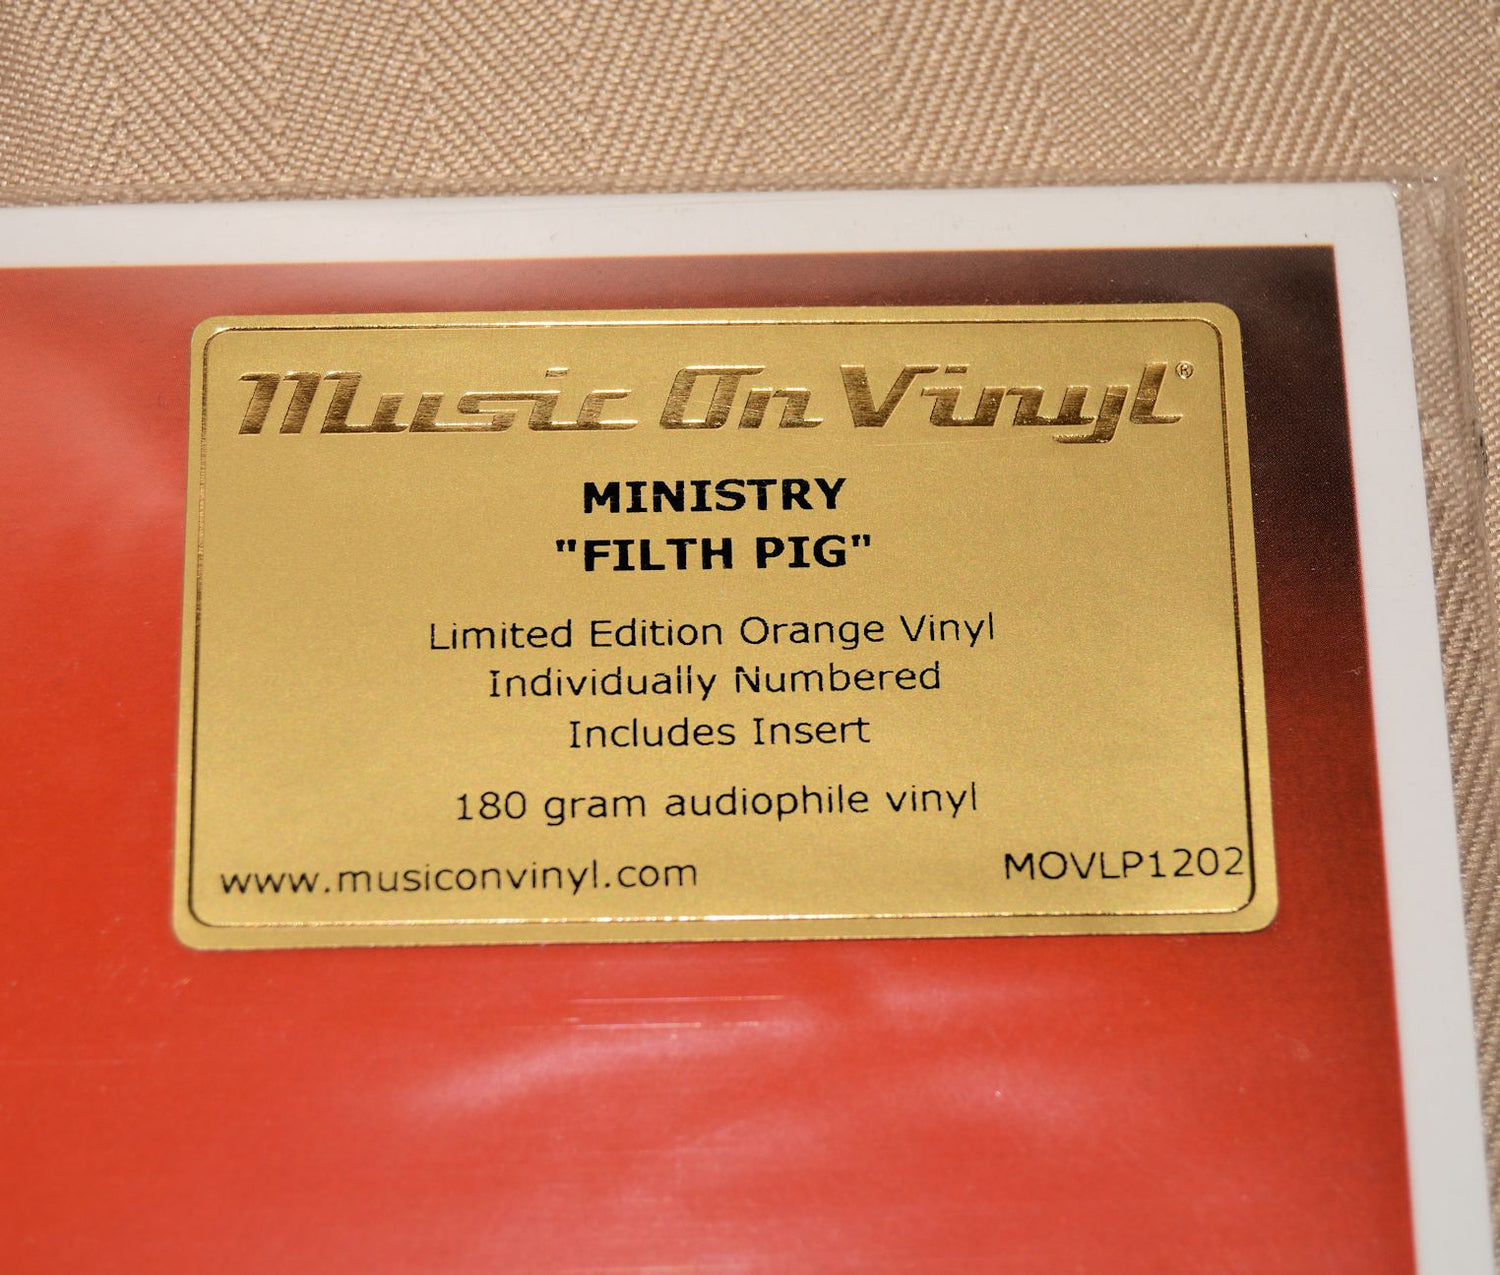 Music On Vinyl®
MINISTRY
"FILTH PIG"
Limited Edition Orange Vinyl
Individually Numbered
Includes Insert
180 gram audiophile vinyl
www.musiconvinyl.com
MOVLP1202